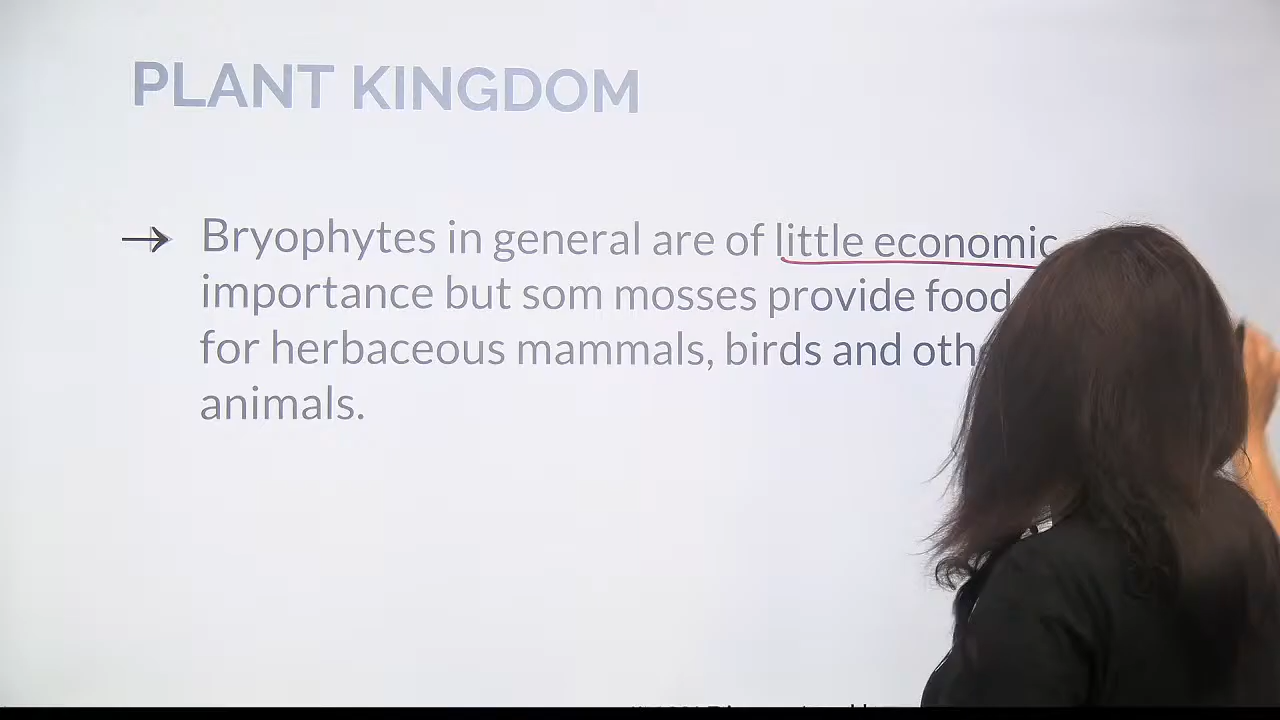 PLANT KINGDOM
→ Bryophytes in general are of little economic
importance but som mosses provide food
for herbaceous mammals, birds and
animals.